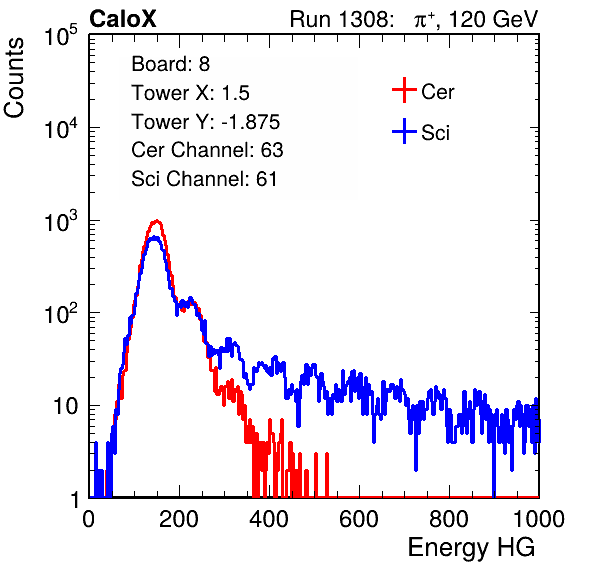 CaloX Run 1308: π⁺, 120 GeV
Counts
Board: 8
Tower X: 1.5
Tower Y: -1.875
Cer Channel: 63
Sci Channel: 61
Cer
Sci
10⁵
10⁴
10³
10²
10
1
0 200 400 600 800 1000
Energy HG